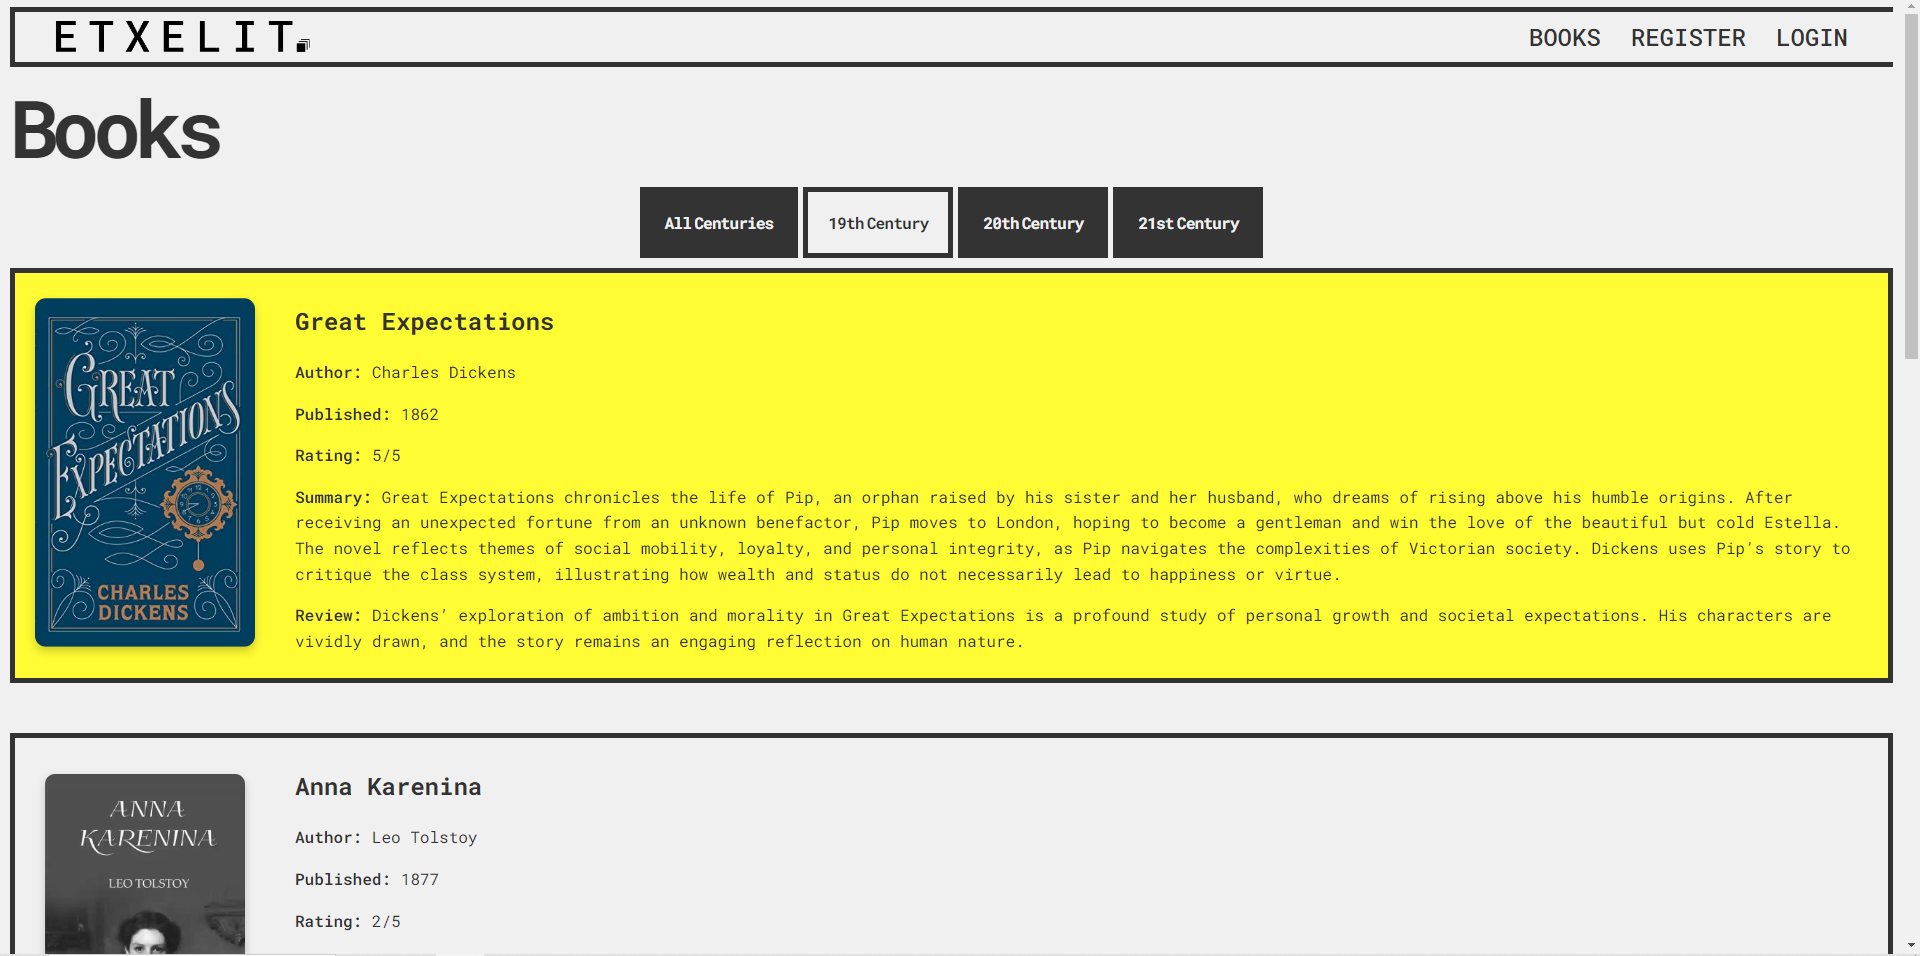 ETXELIT
BOOKS REGISTER LOGIN
Books
All Centuries 19th Century 20th Century 21st Century
GREAT
EXPECTATIONS
CHARLES
DICKENS
Great Expectations
Author: Charles Dickens
Published: 1862
Rating: 5/5
Summary: Great Expectations chronicles the life of Pip, an orphan raised by his sister and her husband, who dreams of rising above his humble origins. After
receiving an unexpected fortune from an unknown benefactor, Pip moves to London, hoping to become a gentleman and win the love of the beautiful but cold Estella.
The novel reflects themes of social mobility, loyalty, and personal integrity, as Pip navigates the complexities of Victorian society. Dickens uses Pip’s story to
critique the class system, illustrating how wealth and status do not necessarily lead to happiness or virtue.
Review: Dickens’ exploration of ambition and morality in Great Expectations is a profound study of personal growth and societal expectations. His characters are
vividly drawn, and the story remains an engaging reflection on human nature.
ANNA
KARENINA
LEO TOLSTOY
Anna Karenina
Author: Leo Tolstoy
Published: 1877
Rating: 2/5